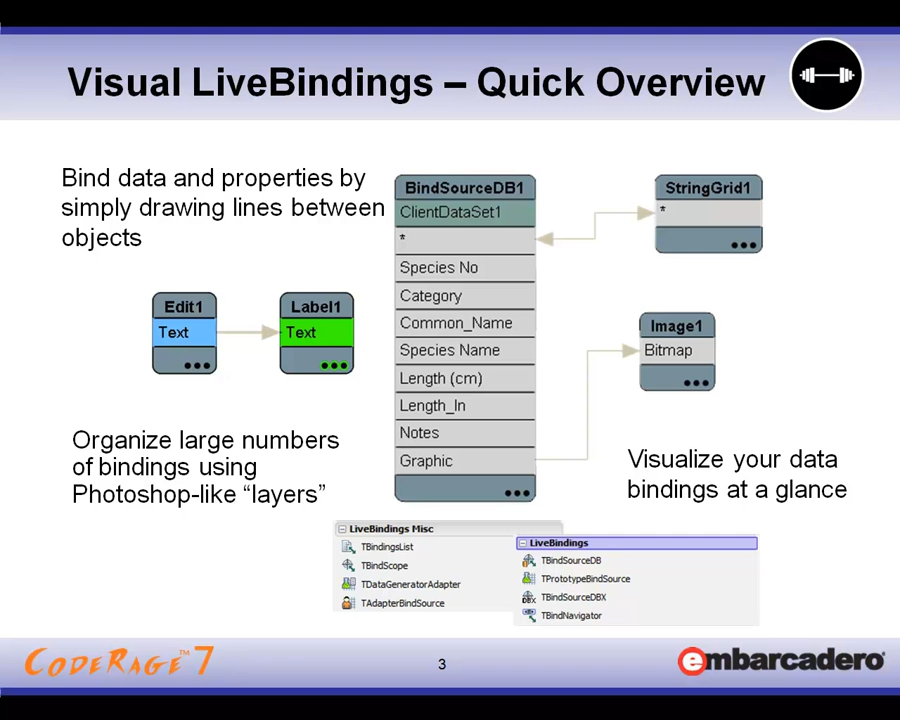 Visual LiveBindings – Quick Overview
Bind data and properties by
simply drawing lines between
objects
Edit1
Text
Label1
Text
BindSourceDB1
ClientDataSet1
*
Species No
Category
Common_Name
Species Name
Length (cm)
Length_In
Notes
Graphic
StringGrid1
*
Image1
Bitmap
Organize large numbers
of bindings using
Photoshop-like “layers”
Visualize your data
bindings at a glance
LiveBindings Misc
TBindingsList
TBindScope
TDataGeneratorAdapter
TAdapterBindSource
LiveBindings
TBindSourceDB
TPrototypeBindSource
DBX TBindSourceDBX
TBindNavigator
CODERAGE™ 7
3
embarcadero®